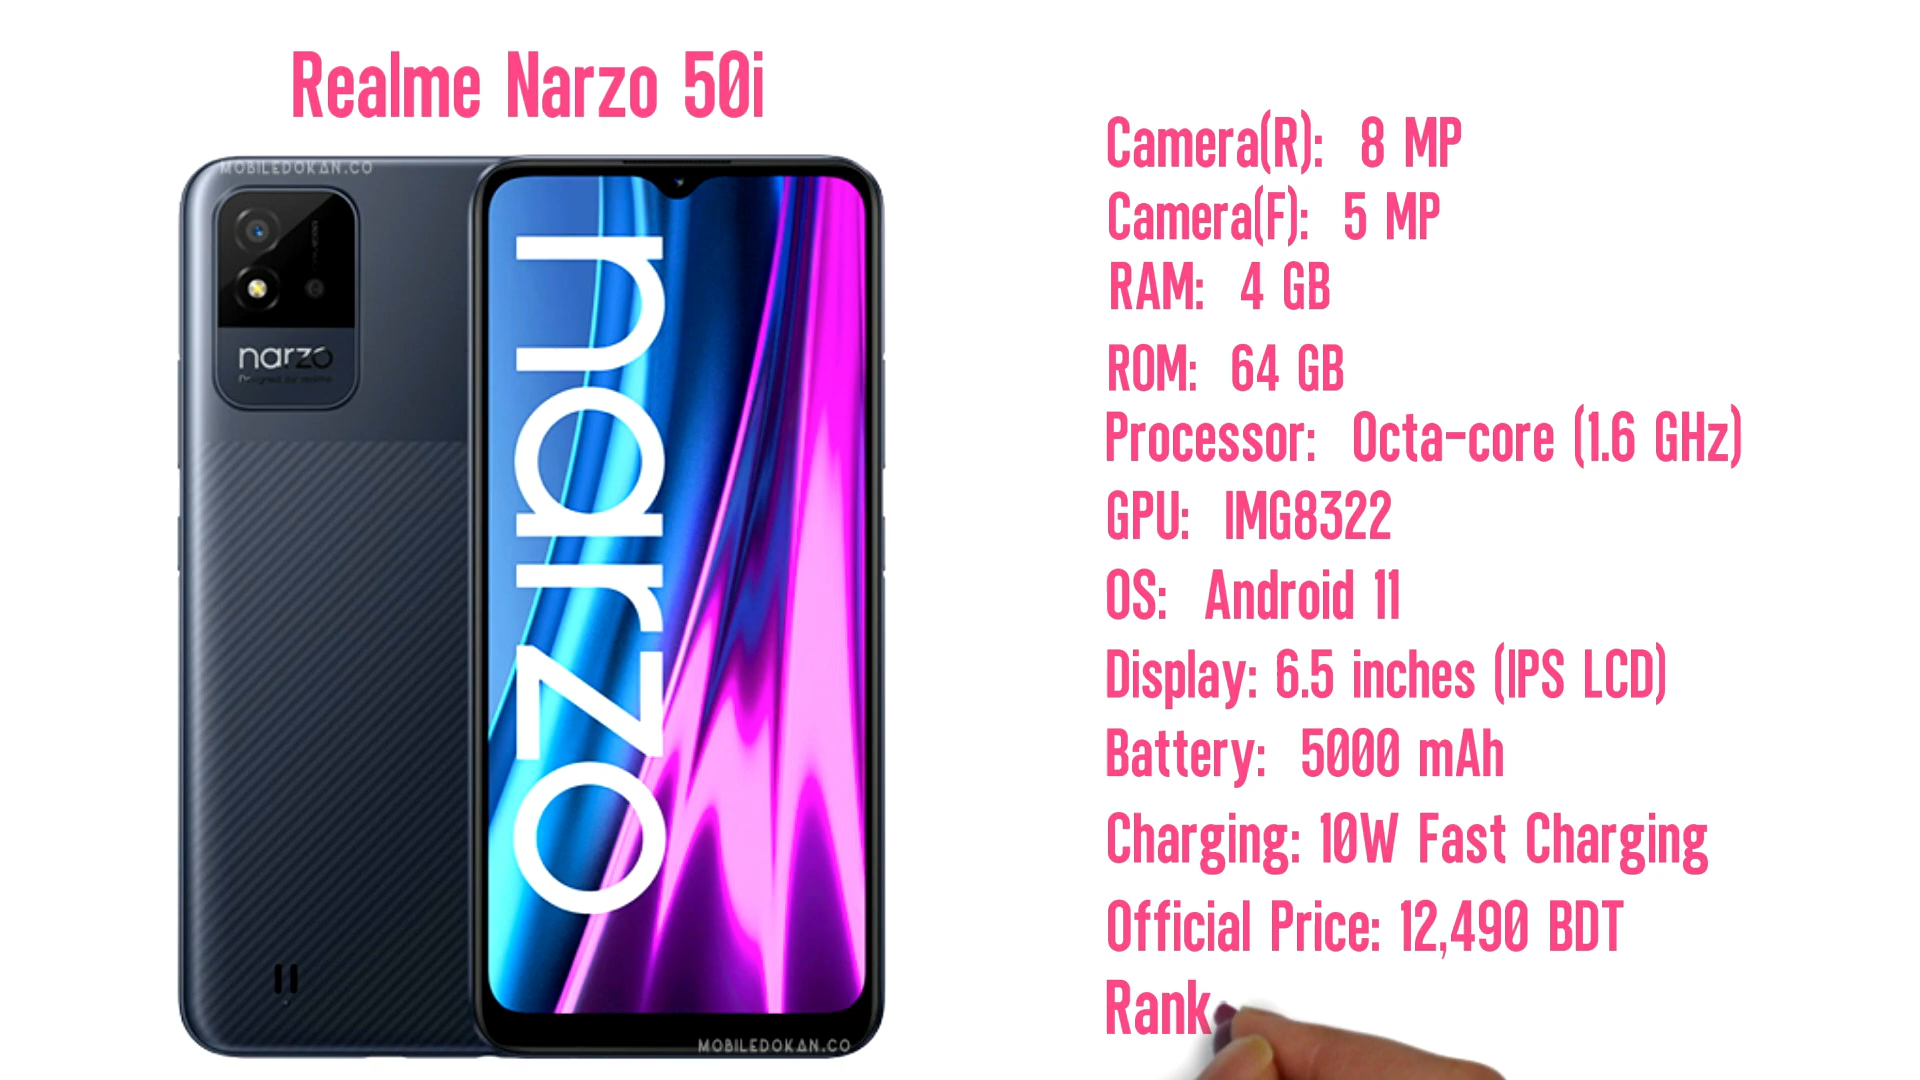 Realme Narzo 50i
MOBILEDOKAN.CO
narzo
narzo
MOBILEDOKAN.CO
Camera(R): 8 MP
Camera(F): 5 MP
RAM: 4 GB
ROM: 64 GB
Processor: Octa-core (1.6 GHz)
GPU: IMG8322
OS: Android 11
Display: 6.5 inches (IPS LCD)
Battery: 5000 mAh
Charging: 10W Fast Charging
Official Price: 12,490 BDT
Rank